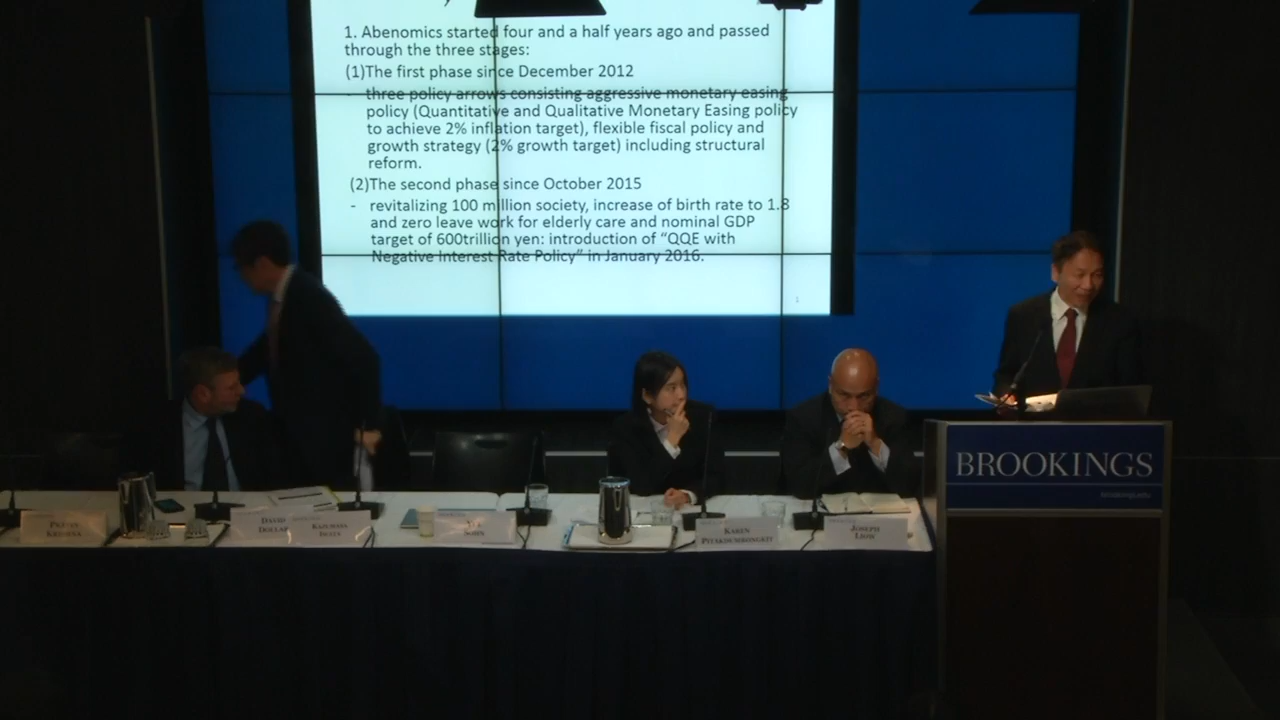 1. Abenomics started four and a half years ago and passed
through the three stages:
(1)The first phase since December 2012
- three policy arrows consisting aggressive monetary easing
policy (Quantitative and Qualitative Monetary Easing policy
to achieve 2% inflation target), flexible fiscal policy and
growth strategy (2% growth target) including structural
reform.
(2)The second phase since October 2015
- revitalizing 100 million society, increase of birth rate to 1.8
and zero leave work for elderly care and nominal GDP
target of 600trillion yen: introduction of “QQE with
Negative Interest Rate Policy” in January 2016.
1
BROOKINGS
DAVID
DOLLAR
KAZUMASA
IWATA
SOHN
KAREN
JOSEPH